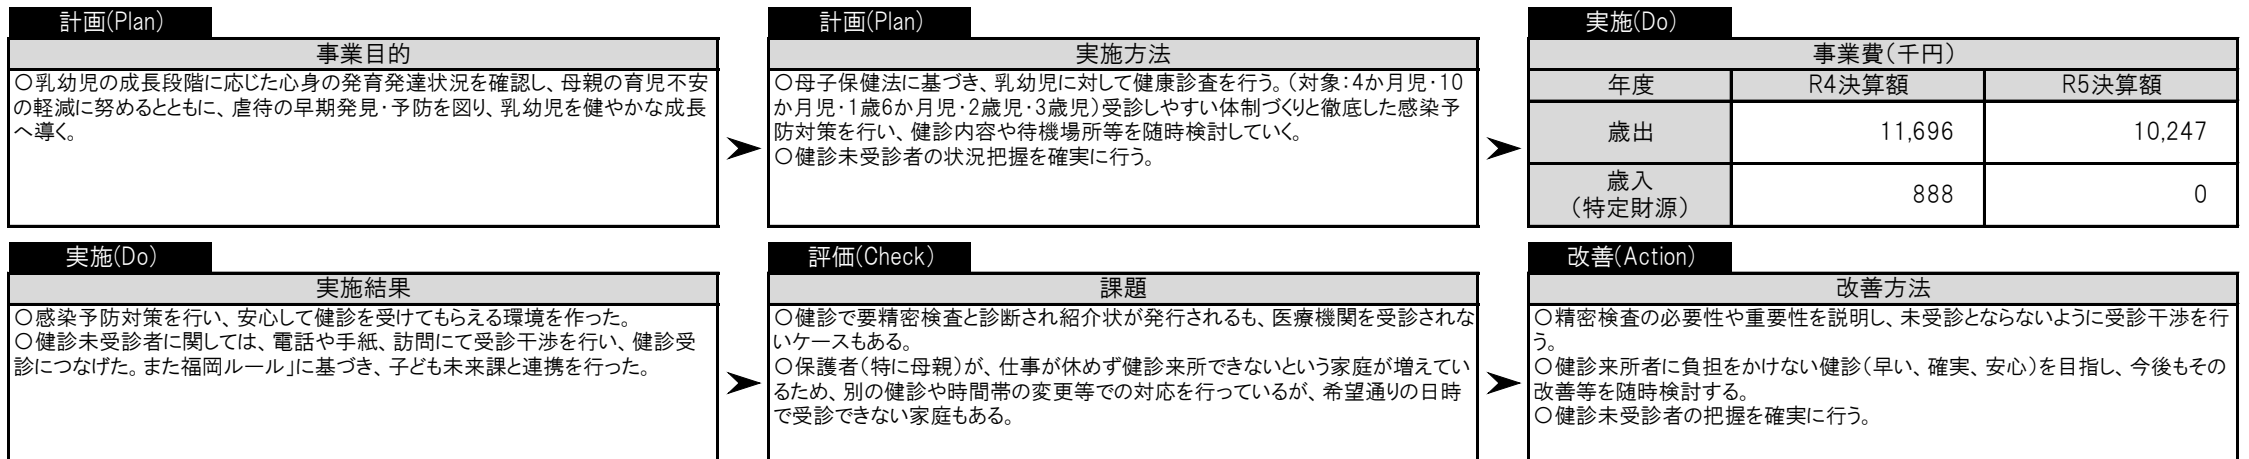 計画(Plan)
事業目的
〇乳幼児の成長段階に応じた心身の発育発達状況を確認し、母親の育児不安
の軽減に努めるとともに、虐待の早期発見・予防を図り、乳幼児を健やかな成長
へ導く。
計画(Plan)
実施方法
〇母子保健法に基づき、乳幼児に対して健康診査を行う。(対象:4か月児・10
か月児・1歳6か月児・2歳児・3歳児)受診しやすい体制づくりと徹底した感染予
防対策を行い、健診内容や待機場所等を随時検討していく。
〇健診未受診者の状況把握を確実に行う。
実施(Do)
事業費(千円)
年度 R4決算額 R5決算額
歳出 11,696 10,247
歳入
(特定財源) 888 0
実施(Do)
実施結果
〇感染予防対策を行い、安心して健診を受けてもらえる環境を作った。
〇健診未受診者に関しては、電話や手紙、訪問にて受診干渉を行い、健診受
診につなげた。また福岡ルール」に基づき、子ども未来課と連携を行った。
評価(Check)
課題
〇健診で要精密検査と診断され紹介状が発行されるも、医療機関を受診されな
いケースもある。
〇保護者(特に母親)が、仕事が休めず健診来所できないという家庭が増えてい
るため、別の健診や時間帯の変更等での対応を行っているが、希望通りの日時
で受診できない家庭もある。
改善(Action)
改善方法
〇精密検査の必要性や重要性を説明し、未受診とならないように受診干渉を行
う。
〇健診来所者に負担をかけない健診(早い、確実、安心)を目指し、今後もその
改善等を随時検討する。
〇健診未受診者の把握を確実に行う。